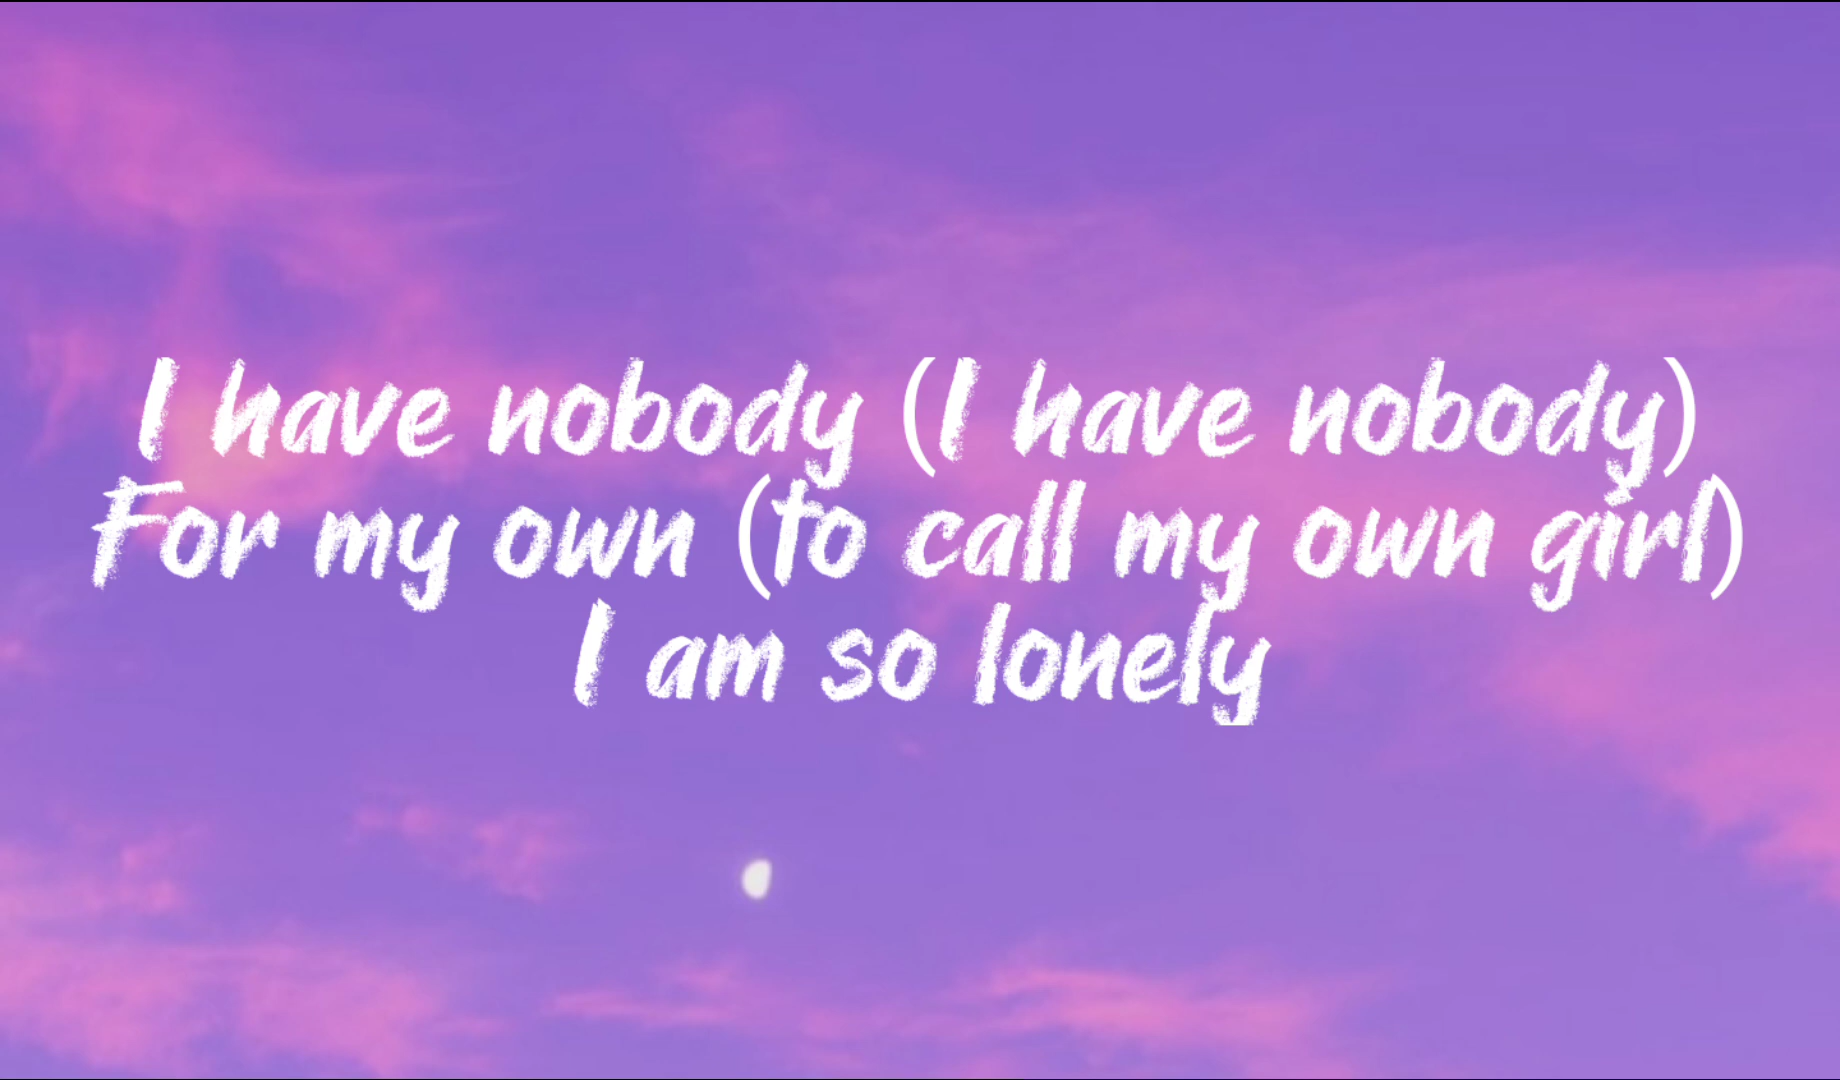 I have nobody (I have nobody)
For my own (to call my own girl)
I am so lonely